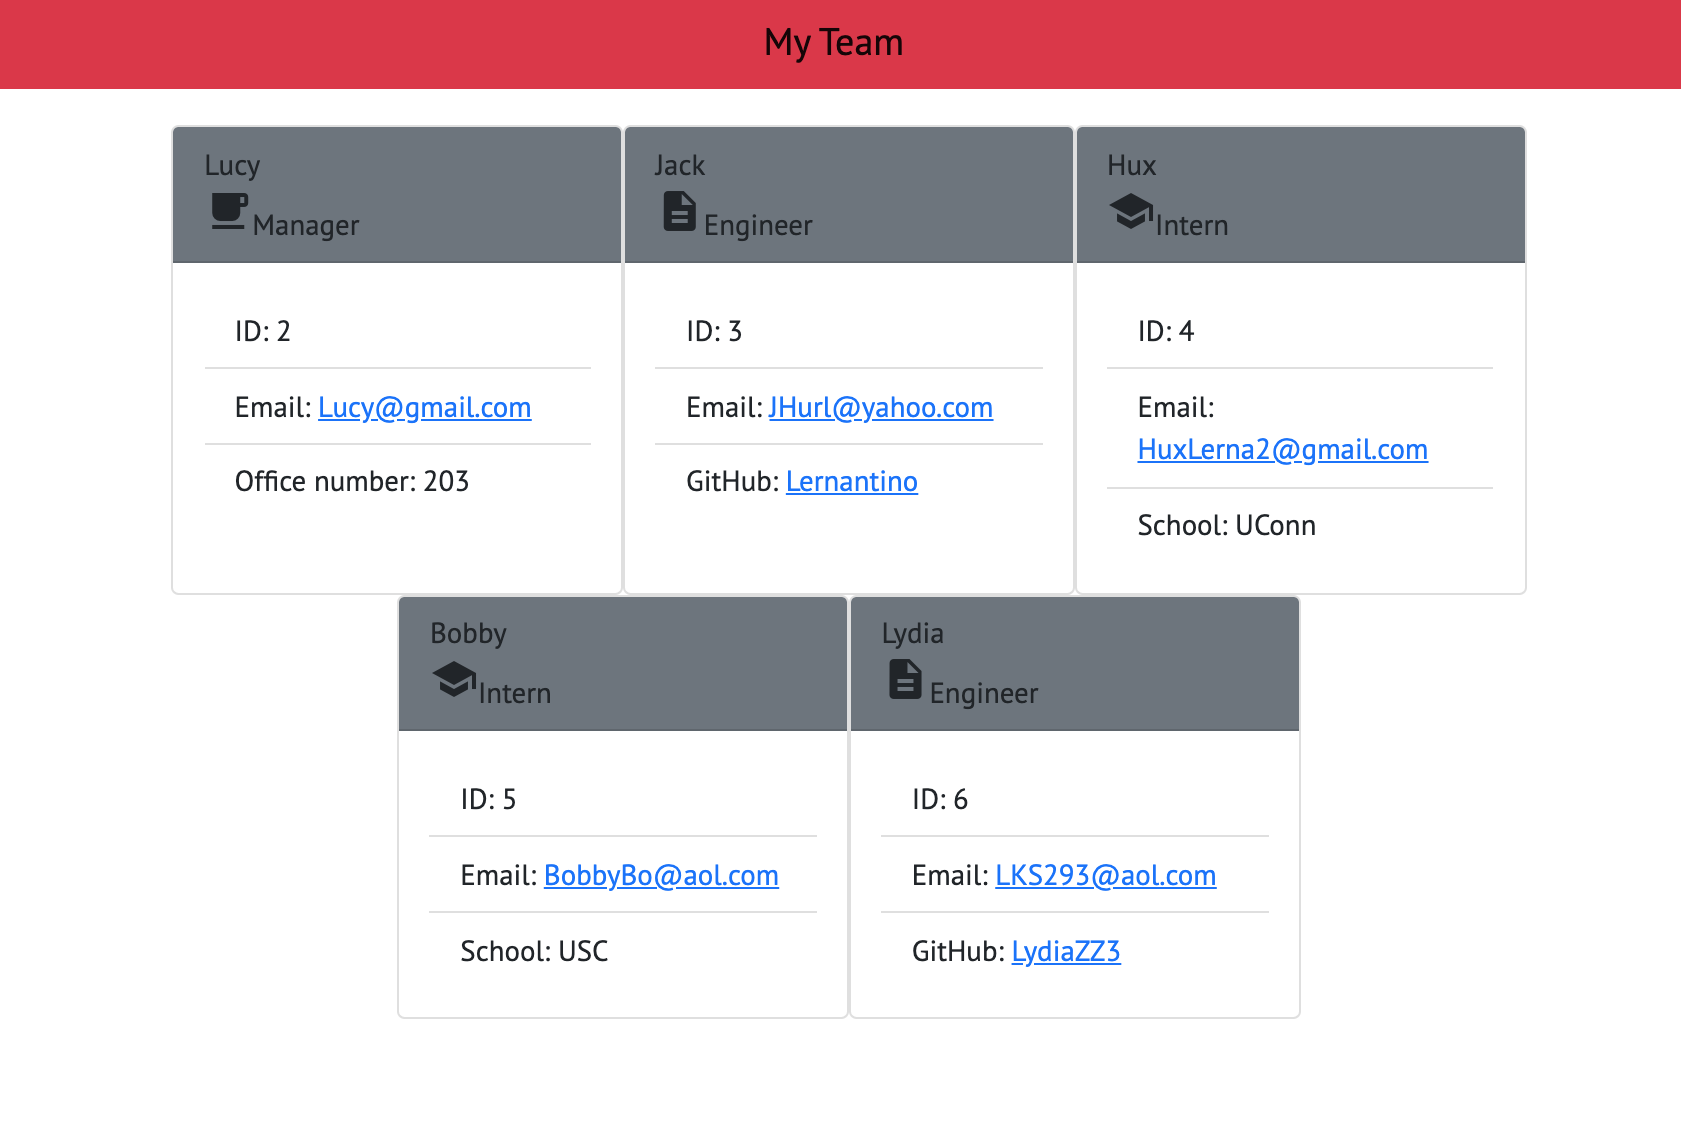 My Team
Lucy
Manager
ID: 2
Email: Lucy@gmail.com
Office number: 203
Jack
Engineer
ID: 3
Email: JHurl@yahoo.com
GitHub: Lernantino
Hux
Intern
ID: 4
Email:
HuxLerna2@gmail.com
School: UConn
Bobby
Intern
ID: 5
Email: BobbyBo@aol.com
School: USC
Lydia
Engineer
ID: 6
Email: LKS293@aol.com
GitHub: LydiaZZ3